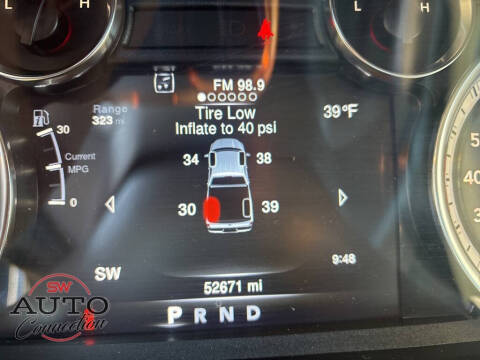 L H
L H
FM 98.9
Range
323 mi
Tire Low
Inflate to 40 psi
39°F
30
Current
MPG
0
34 38
30 39
SW
9:48
52671 mi
P R N D
SW
AUTO
Connection